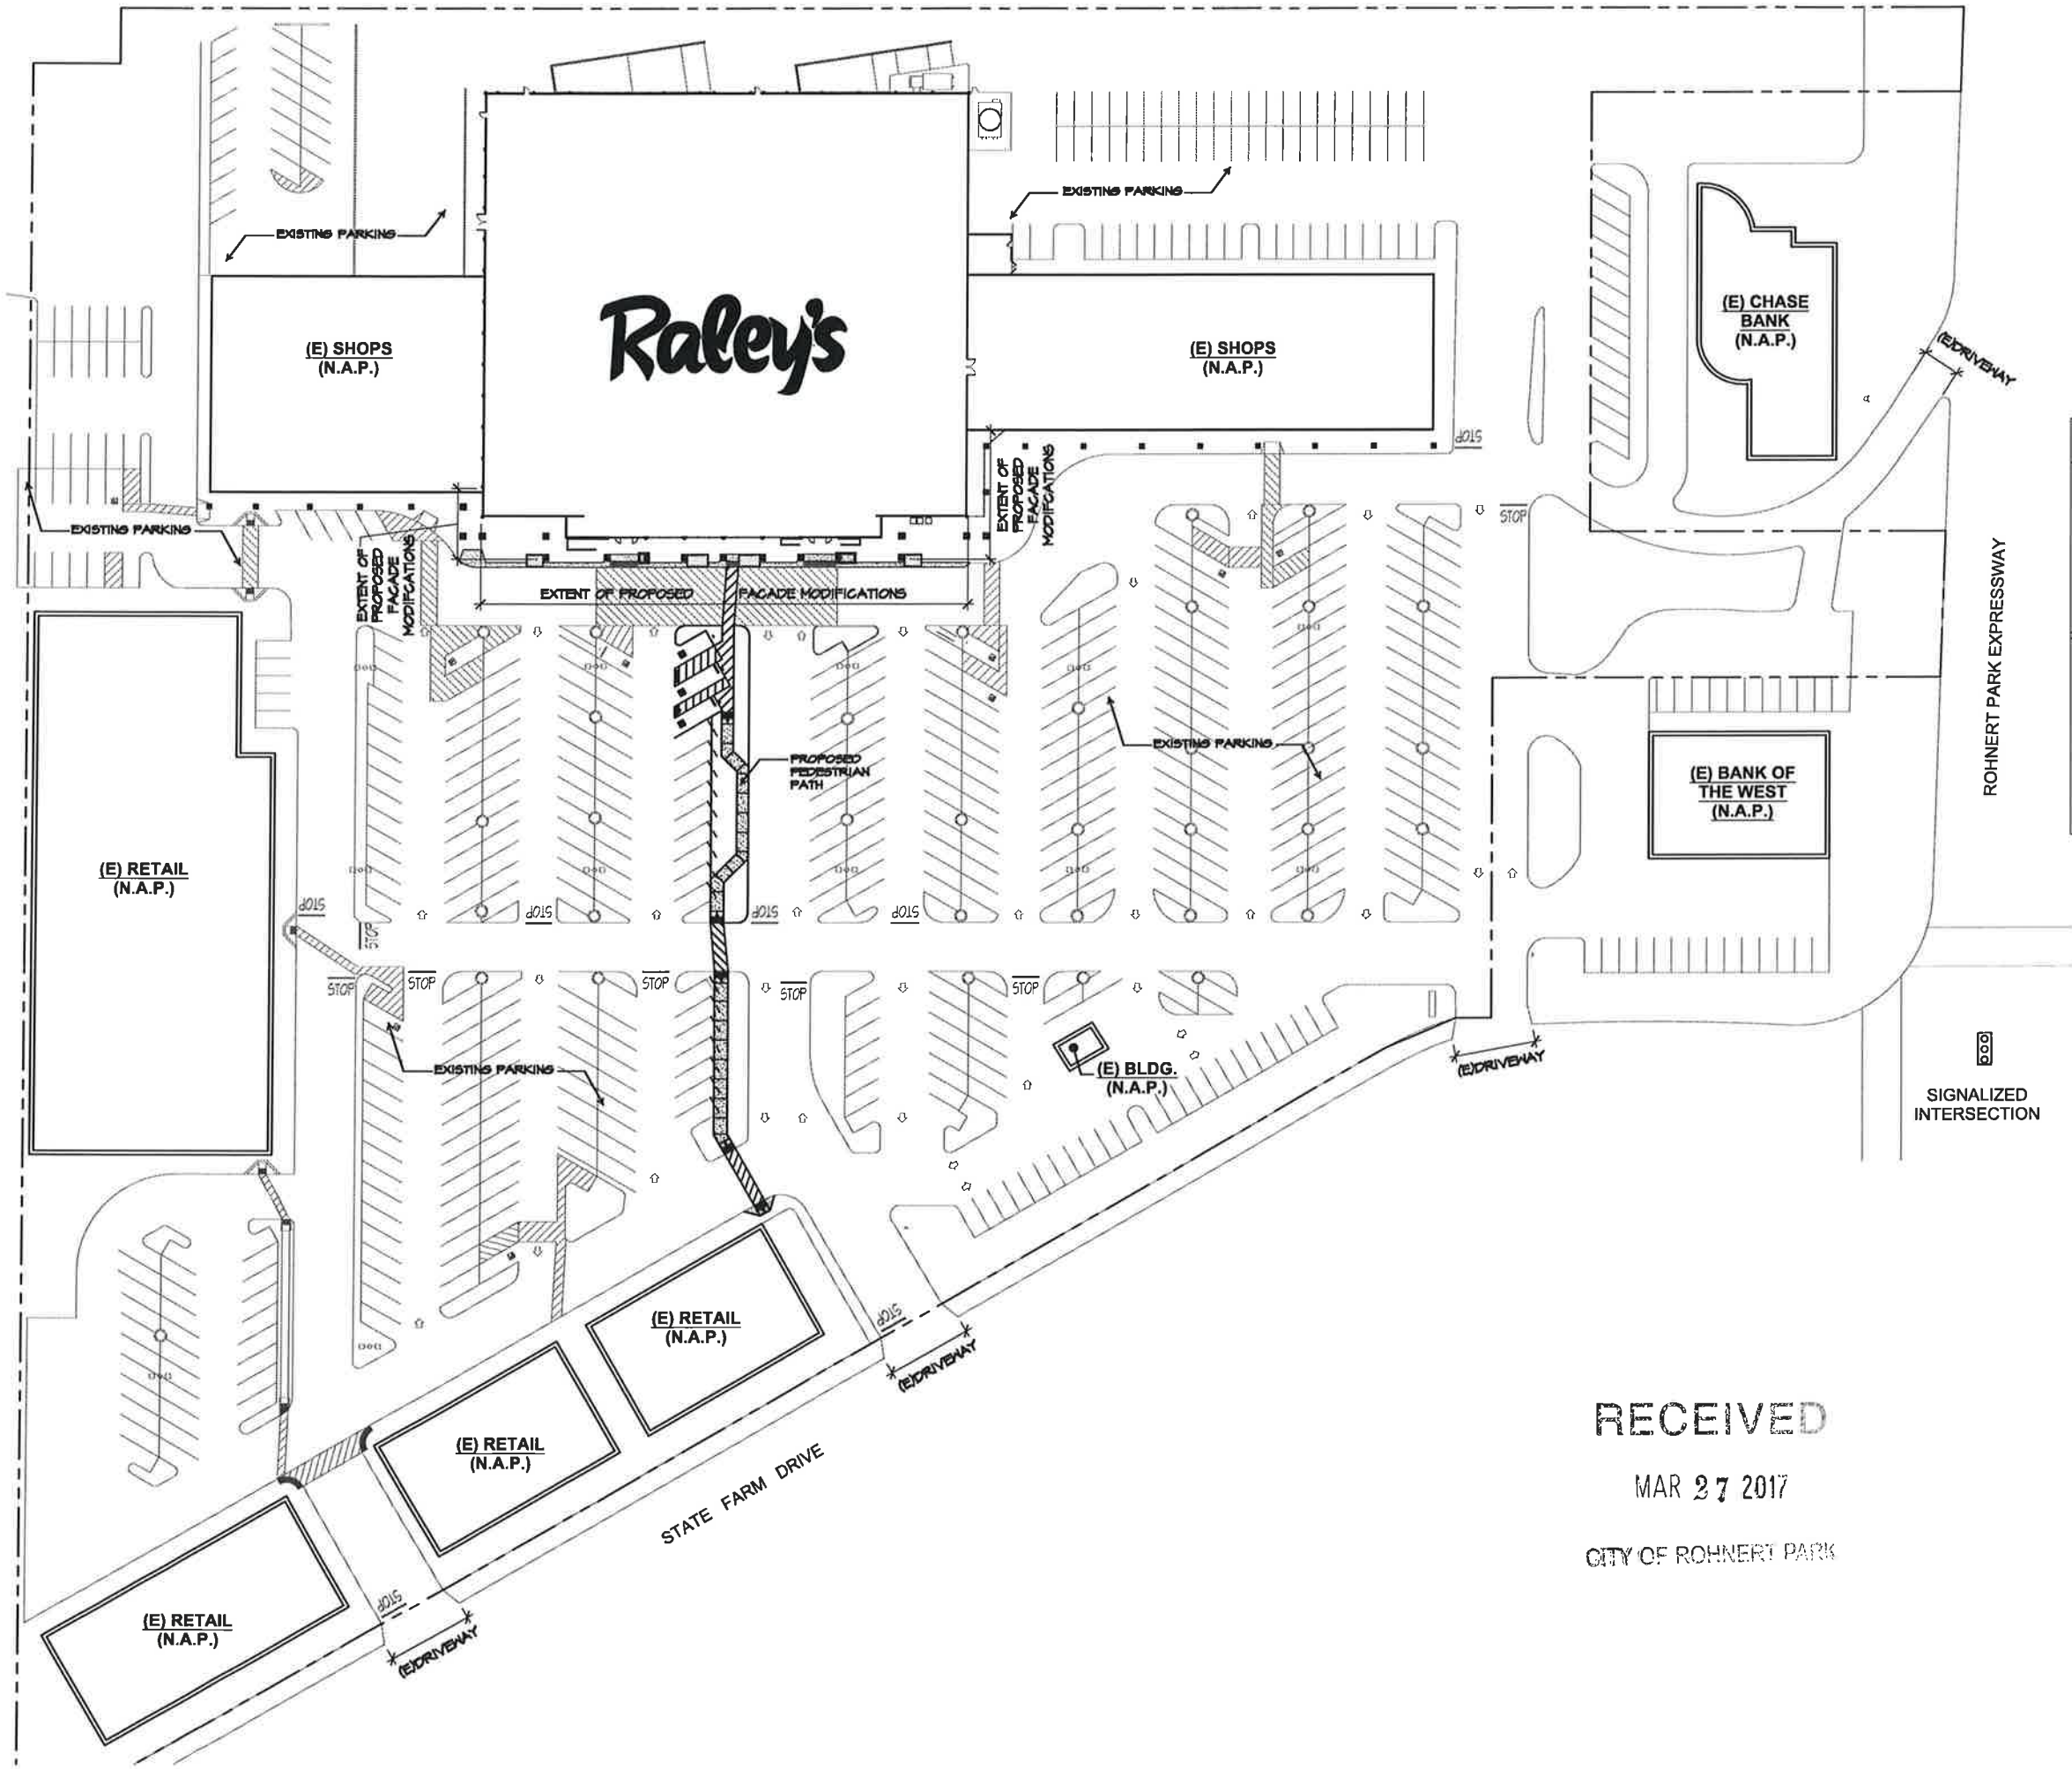 EXISTING PARKING
EXISTING PARKING
Raley's
(E) SHOPS
(N.A.P.)
(E) SHOPS
(N.A.P.)
(E) CHASE
BANK
(N.A.P.)
(E)DRIVEWAY
STOP
EXTENT OF
PROPOSED
FACADE
MODIFCATIONS
EXISTING PARKING
EXTENT OF
PROPOSED
FACADE
MODIFCATIONS
STOP
EXTENT OF PROPOSED FACADE MODIFICATIONS
ROHNERT PARK EXPRESSWAY
PROPOSED
PEDESTRIAN
PATH
EXISTING PARKING
(E) BANK OF
THE WEST
(N.A.P.)
(E) RETAIL
(N.A.P.)
STOP
STOP
STOP
STOP
STOP
STOP
STOP
STOP
STOP
STOP
EXISTING PARKING
(E) BLDG.
(N.A.P.)
(E)DRIVEWAY
SIGNALIZED
INTERSECTION
(E) RETAIL
(N.A.P.)
STOP
(E)DRIVEWAY
(E) RETAIL
(N.A.P.)
STATE FARM DRIVE
RECEIVED
MAR 27 2017
CITY OF ROHNERT PARK
(E) RETAIL
(N.A.P.)
STOP
(E)DRIVEWAY